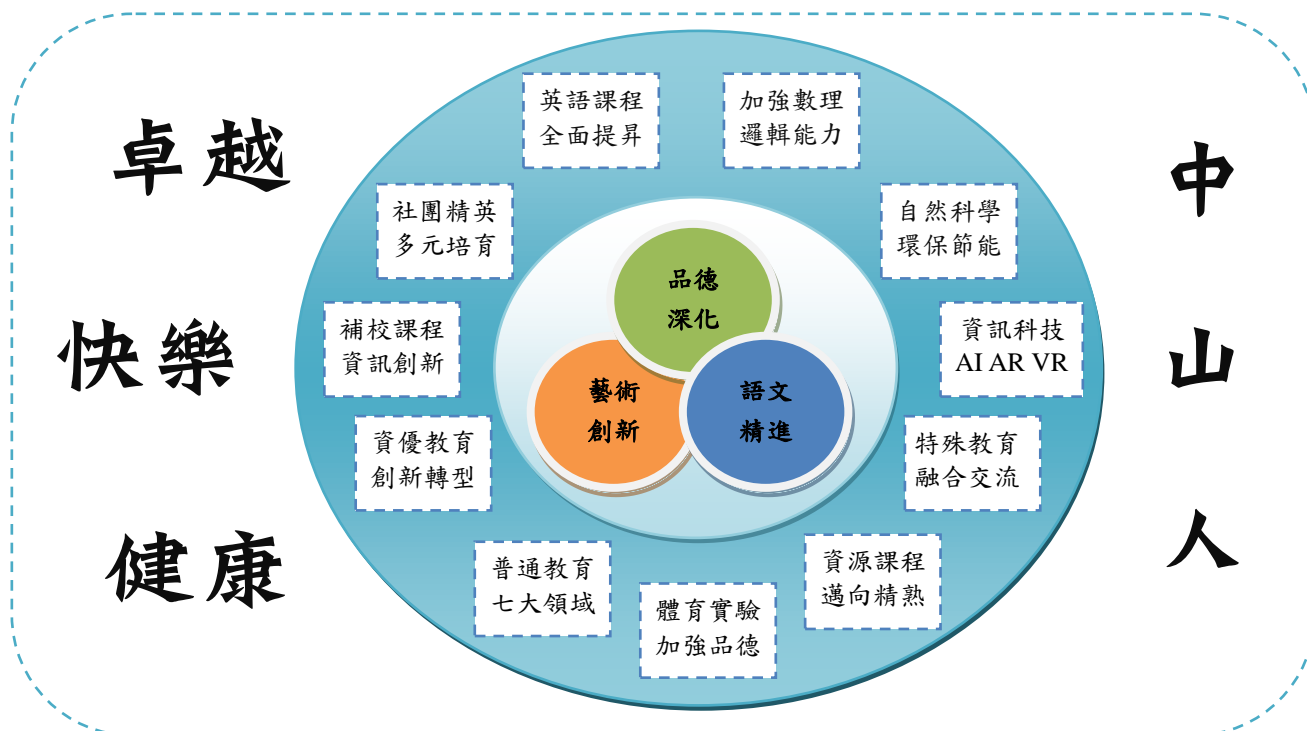 卓越
快樂
健康
英語課程
全面提昇
加強數理
邏輯能力
社團精英
多元培育
自然科學
環保節能
補校課程
資訊創新
資訊科技
AI AR VR
資優教育
創新轉型
特殊教育
融合交流
普通教育
七大領域
體育實驗
加強品德
資源課程
邁向精熟
品德
深化
藝術
創新
語文
精進
中
山
人